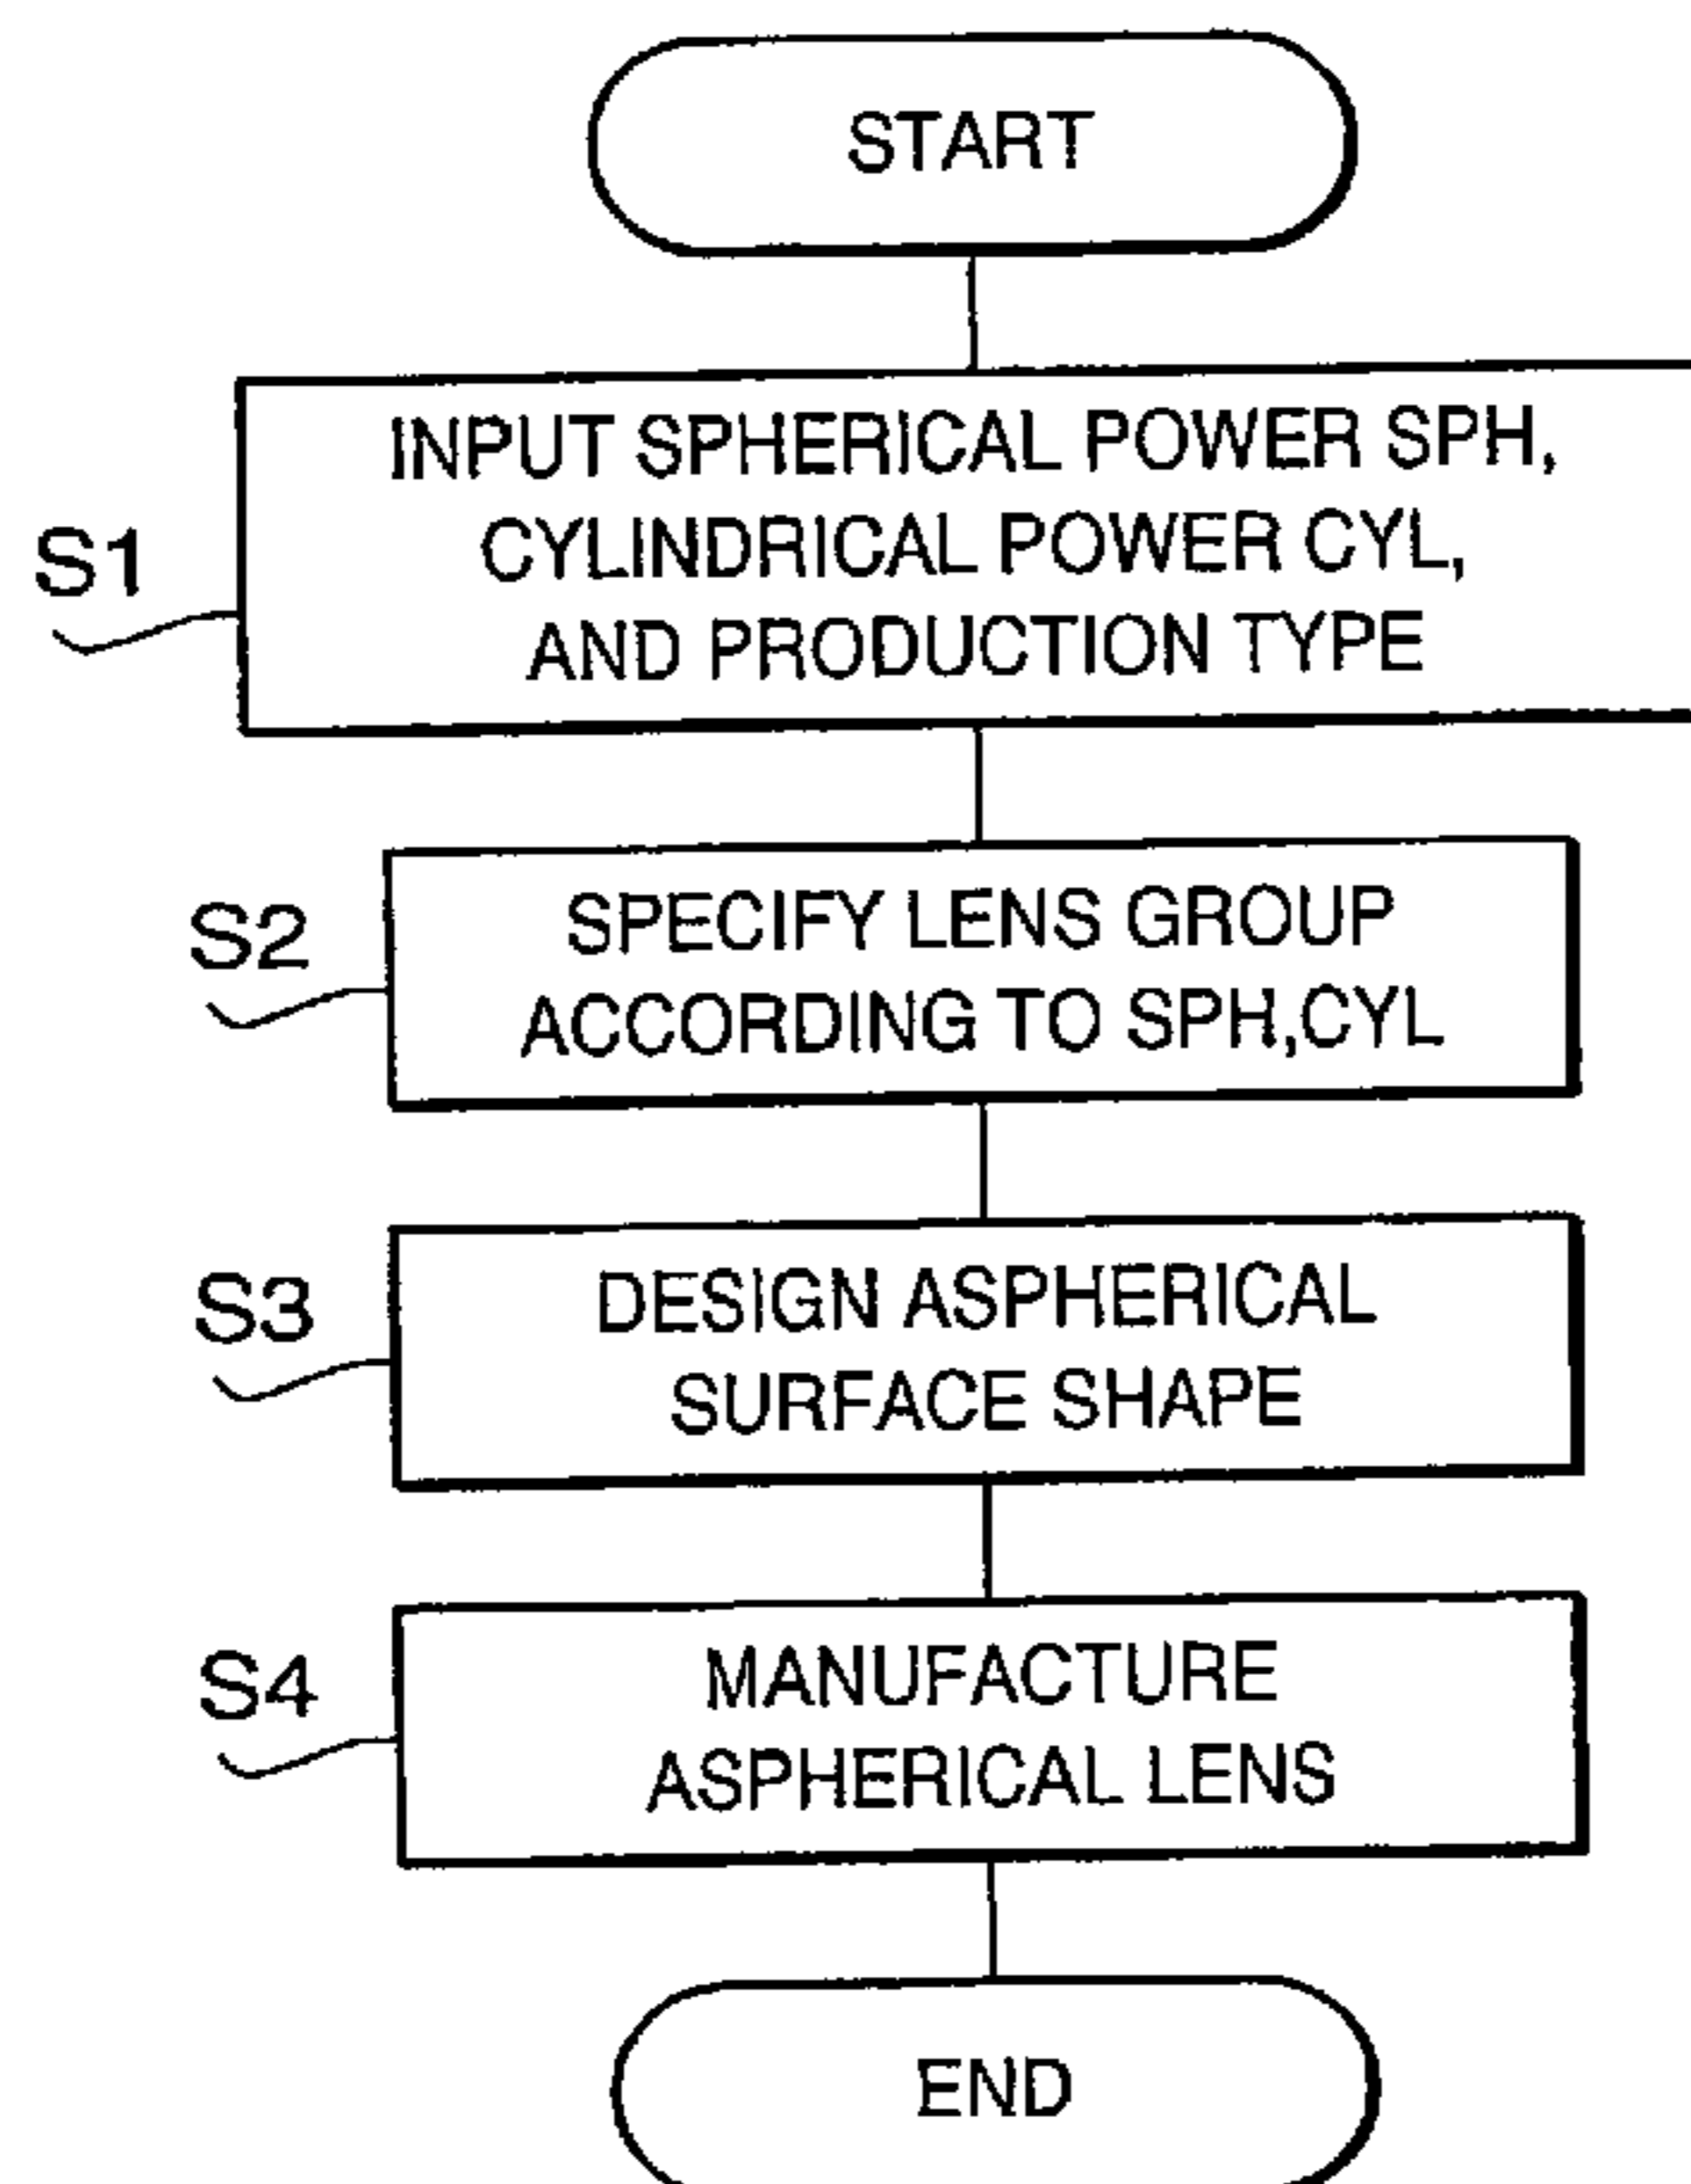 START
INPUT SPHERICAL POWER SPH,
CYLINDRICAL POWER CYL,
AND PRODUCTION TYPE
S1
SPECIFY LENS GROUP
ACCORDING TO SPH,CYL
S2
DESIGN ASPHERICAL
SURFACE SHAPE
S3
MANUFACTURE
ASPHERICAL LENS
S4
END